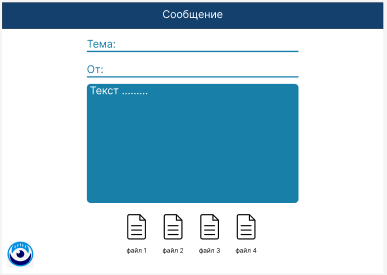 Сообщение
Тема:
От:
Текст .........
файл 1 файл 2 файл 3 файл 4